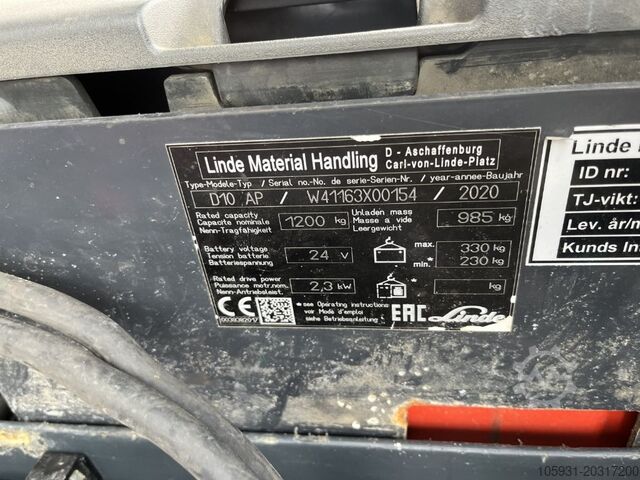 Linde Material Handling
D - Aschaffenburg
Carl-von-Linde-Platz
Type-Modele-Typ / Serial no.-No. de serie-Serien-Nr. / year-annee-Baujahr
D10 AP / W41163X00154 / 2020
Rated capacity
Capacite nominale
Nenn-Tragfahigkeit
1200 kg
Unladen mass
Masse a vide
Leergewicht
985 kg
Battery voltage
Tension batterie
Batteriespannung
24 V
max. 330 kg
min.* 230 kg
Rated drive power
Puissance motr.nom.
Nenn-Antriebsleist.
2,3 kW
kg
CE
*see Operating instructions
voir Mode d'emploi
siehe Betriebsanleitung
EAC
Linde
Linde
ID nr:
TJ-vikt:
Lev. år/m
Kunds In
105931-20317200